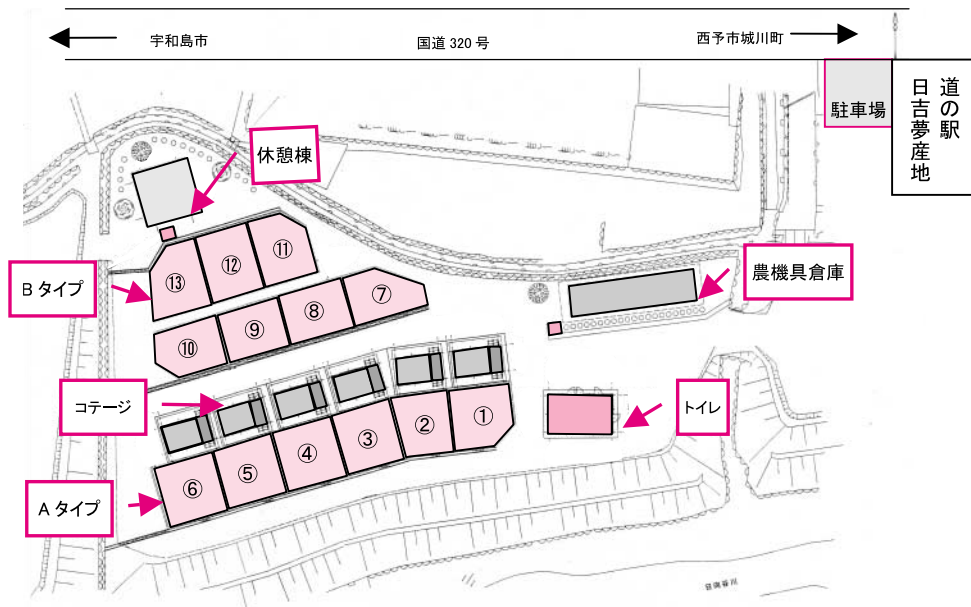 宇和島市
国道 320 号
西予市城川町
駐車場
道の駅
日吉夢産地
休憩棟
農機具倉庫
B タイプ
⑬
⑫
⑪
⑩
⑨
⑧
⑦
コテージ
トイレ
A タイプ
⑥
⑤
④
③
②
①